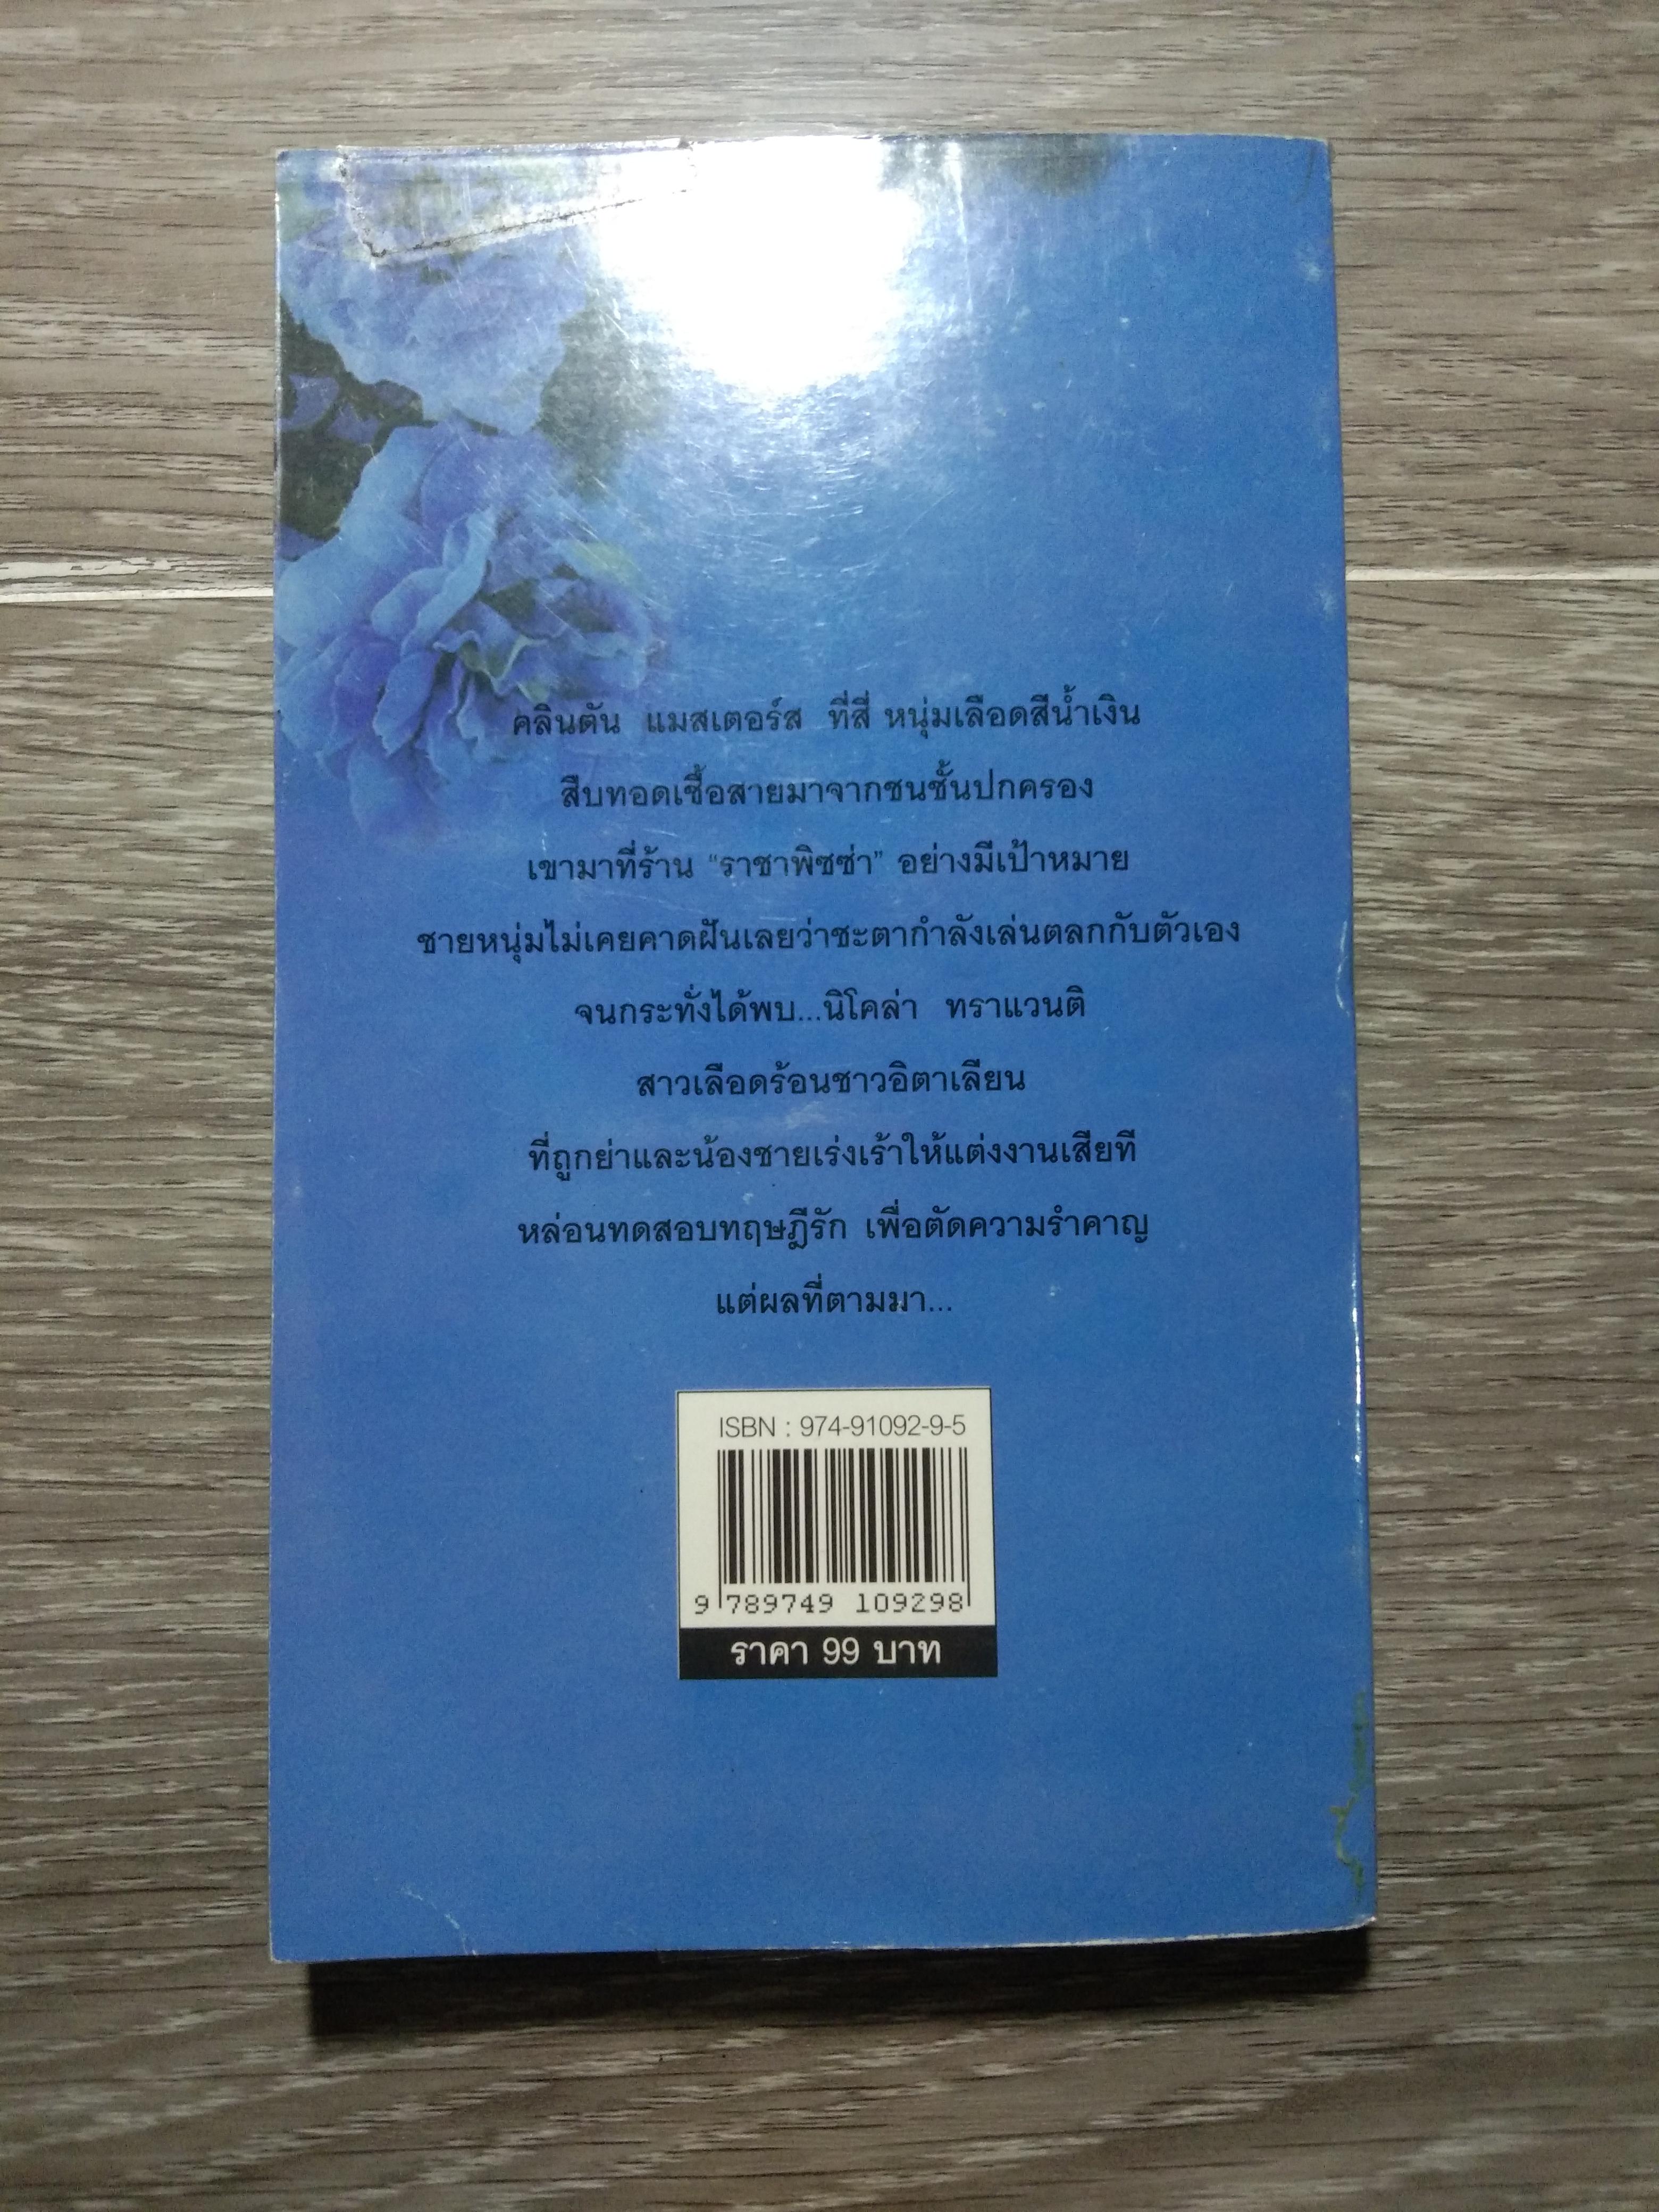 คลินตัน แมสเตอร์ส ที่สี่ หนุ่มเลือดสีน้ำเงิน
สืบทอดเชื้อสายมาจากชนชั้นปกครอง
เขามาที่ร้าน “ราชาพิซซ่า” อย่างมีเป้าหมาย
ชายหนุ่มไม่เคยคาดฝันเลยว่าชะตากำลังเล่นตลกกับตัวเอง
จนกระทั่งได้พบ...นิโคล่า ทราแวนติ
สาวเลือดร้อนชาวอิตาเลียน
ที่ถูกย่าและน้องชายเร่งเร้าให้แต่งงานเสียที
หล่อนทดสอบทฤษฎีรัก เพื่อตัดความรำคาญ
แต่ผลที่ตามมา...
ISBN : 974-91092-9-5
9 789749 109298
ราคา 99 บาท